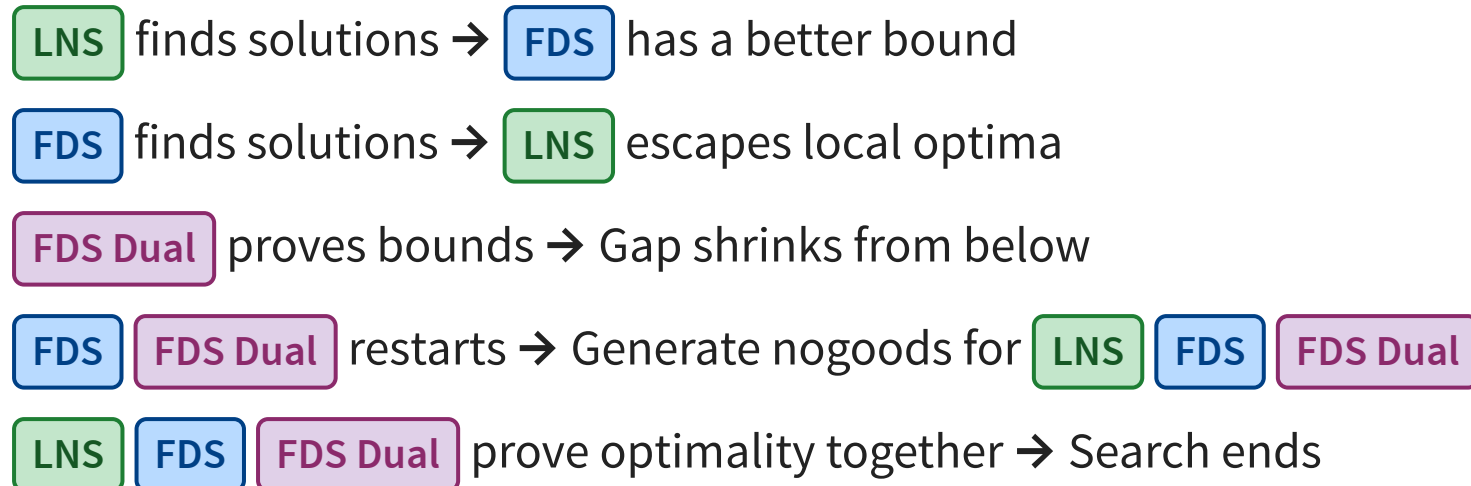 LNS finds solutions → FDS has a better bound
FDS finds solutions → LNS escapes local optima
FDS Dual proves bounds → Gap shrinks from below
FDS FDS Dual restarts → Generate nogoods for LNS FDS FDS Dual
LNS FDS FDS Dual prove optimality together → Search ends